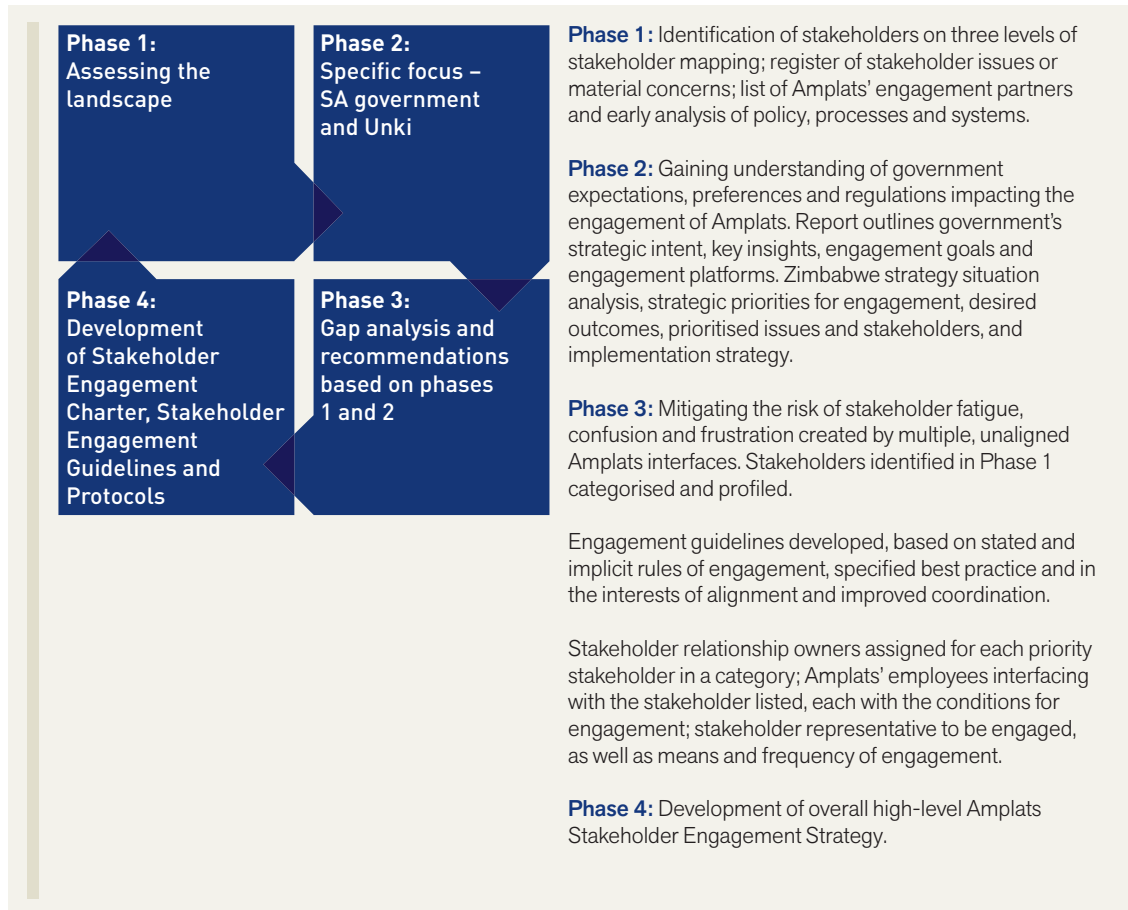 Phase 1:
Assessing the
landscape
Phase 2:
Specific focus –
SA government
and Unki
Phase 4:
Development
of Stakeholder
Engagement
Charter, Stakeholder
Engagement
Guidelines and
Protocols
Phase 3:
Gap analysis and
recommendations
based on phases
1 and 2
Phase 1: Identification of stakeholders on three levels of
stakeholder mapping; register of stakeholder issues or
material concerns; list of Amplats' engagement partners
and early analysis of policy, processes and systems.
Phase 2: Gaining understanding of government
expectations, preferences and regulations impacting the
engagement of Amplats. Report outlines government's
strategic intent, key insights, engagement goals and
engagement platforms. Zimbabwe strategy situation
analysis, strategic priorities for engagement, desired
outcomes, prioritised issues and stakeholders, and
implementation strategy.
Phase 3: Mitigating the risk of stakeholder fatigue,
confusion and frustration created by multiple, unaligned
Amplats interfaces. Stakeholders identified in Phase 1
categorised and profiled.
Engagement guidelines developed, based on stated and
implicit rules of engagement, specified best practice and in
the interests of alignment and improved coordination.
Stakeholder relationship owners assigned for each priority
stakeholder in a category; Amplats' employees interfacing
with the stakeholder listed, each with the conditions for
engagement; stakeholder representative to be engaged,
as well as means and frequency of engagement.
Phase 4: Development of overall high-level Amplats
Stakeholder Engagement Strategy.